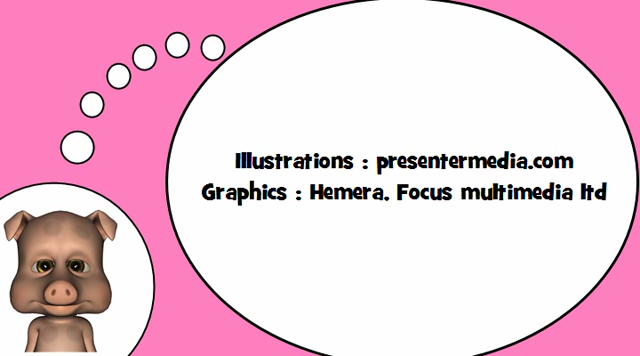 Illustrations : presentermedia.com
Graphics : Hemera. Focus multimedia ltd